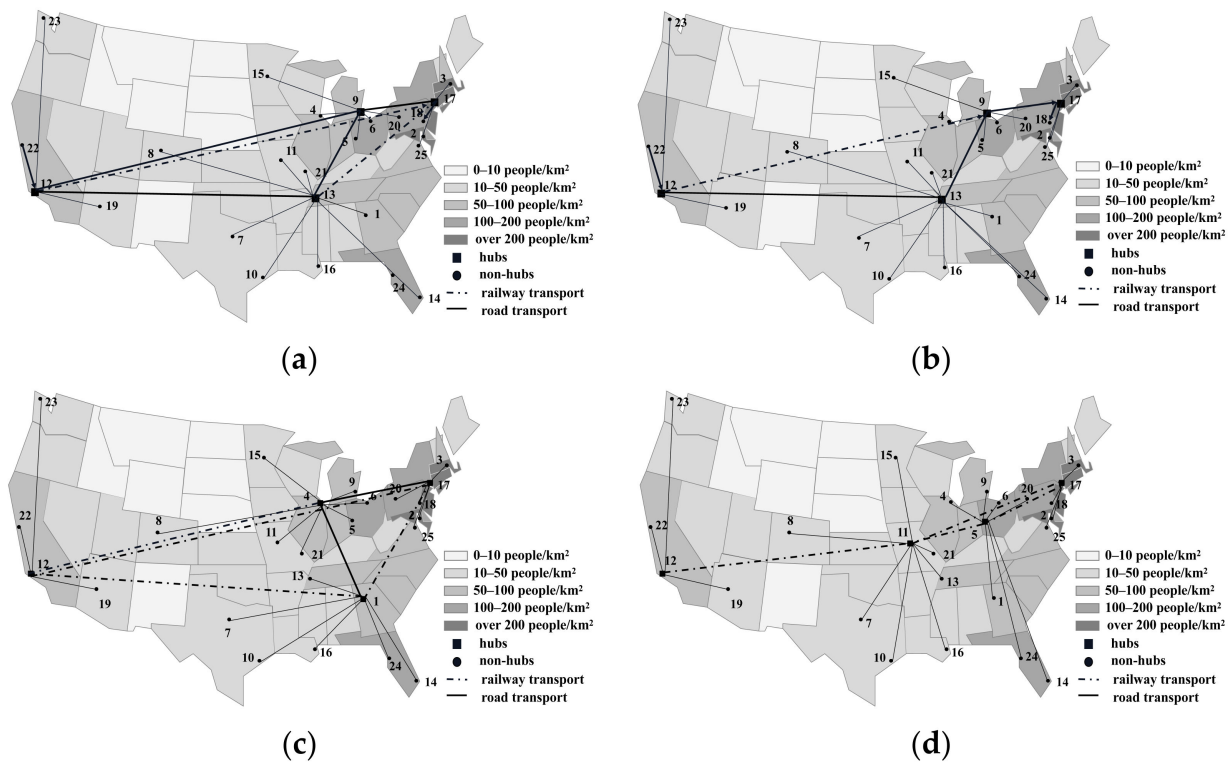 23
15
9
3
4
17
18
6
20
5
2
22
8
11
25
21
12
13
19
1
7
10
16
24
14
0–10 people/km²
10–50 people/km²
50–100 people/km²
100–200 people/km²
over 200 people/km²
hubs
non-hubs
railway transport
road transport
(a)
23
15
9
3
4
17
18
6
20
5
2
22
8
11
25
21
12
13
19
1
7
10
16
24
14
0–10 people/km²
10–50 people/km²
50–100 people/km²
100–200 people/km²
over 200 people/km²
hubs
non-hubs
railway transport
road transport
(b)
23
15
9
3
4
17
6
20
18
2
22
8
11
5
25
21
12
13
19
1
7
10
16
24
14
0–10 people/km²
10–50 people/km²
50–100 people/km²
100–200 people/km²
over 200 people/km²
hubs
non-hubs
railway transport
road transport
(c)
23
15
9
3
4
17
6
20
18
2
22
8
11
5
25
21
12
13
19
1
7
10
16
24
14
0–10 people/km²
10–50 people/km²
50–100 people/km²
100–200 people/km²
over 200 people/km²
hubs
non-hubs
railway transport
road transport
(d)